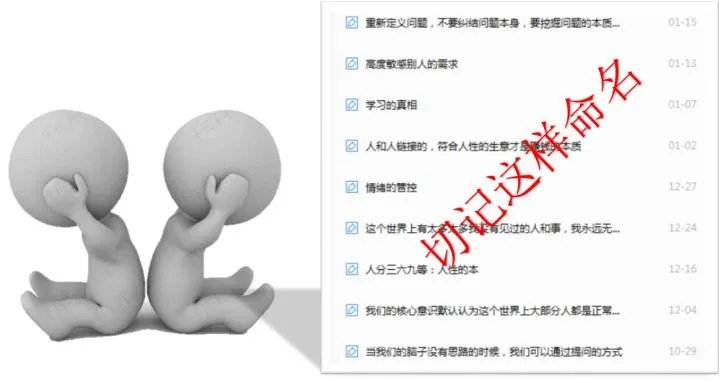 重新定义问题，不要纠结问题本身，要挖掘问题的本质...
01-15
高度敏感别人的需求
01-13
学习的真相
01-07
人和人链接的，符合人性的生意才是赚钱的本质
01-02
情绪的管控
12-27
这个世界上有太多太多我没有见过的人和事，我永远无...
12-24
人分三六九等：人性的本
12-16
我们的核心意识默认认为这个世界上大部分人都是正常...
12-04
当我们的脑子没有思路的时候，我们可以通过提问的方式
10-29
切记这样命名